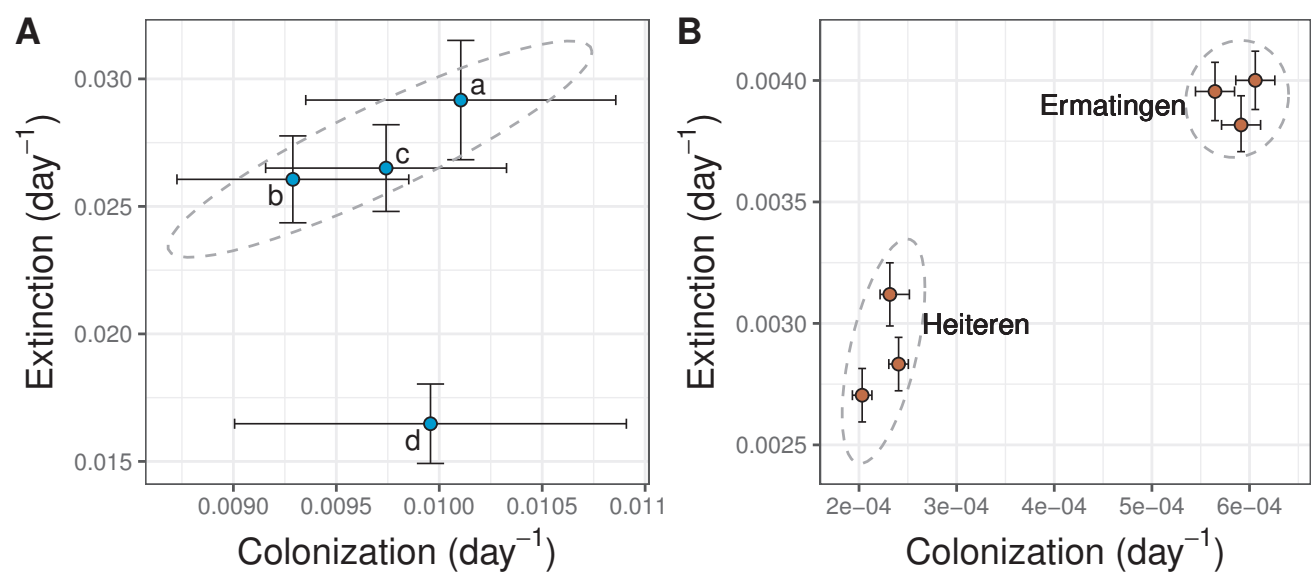 A
Extinction (day⁻¹)
0.030
0.025
0.020
0.015
a
c
b
d
0.0090 0.0095 0.0100 0.0105 0.011
Colonization (day⁻¹)
B
Extinction (day⁻¹)
0.0040
0.0035
0.0030
0.0025
Ermatingen
Heiteren
2e−04 3e−04 4e−04 5e−04 6e−04
Colonization (day⁻¹)